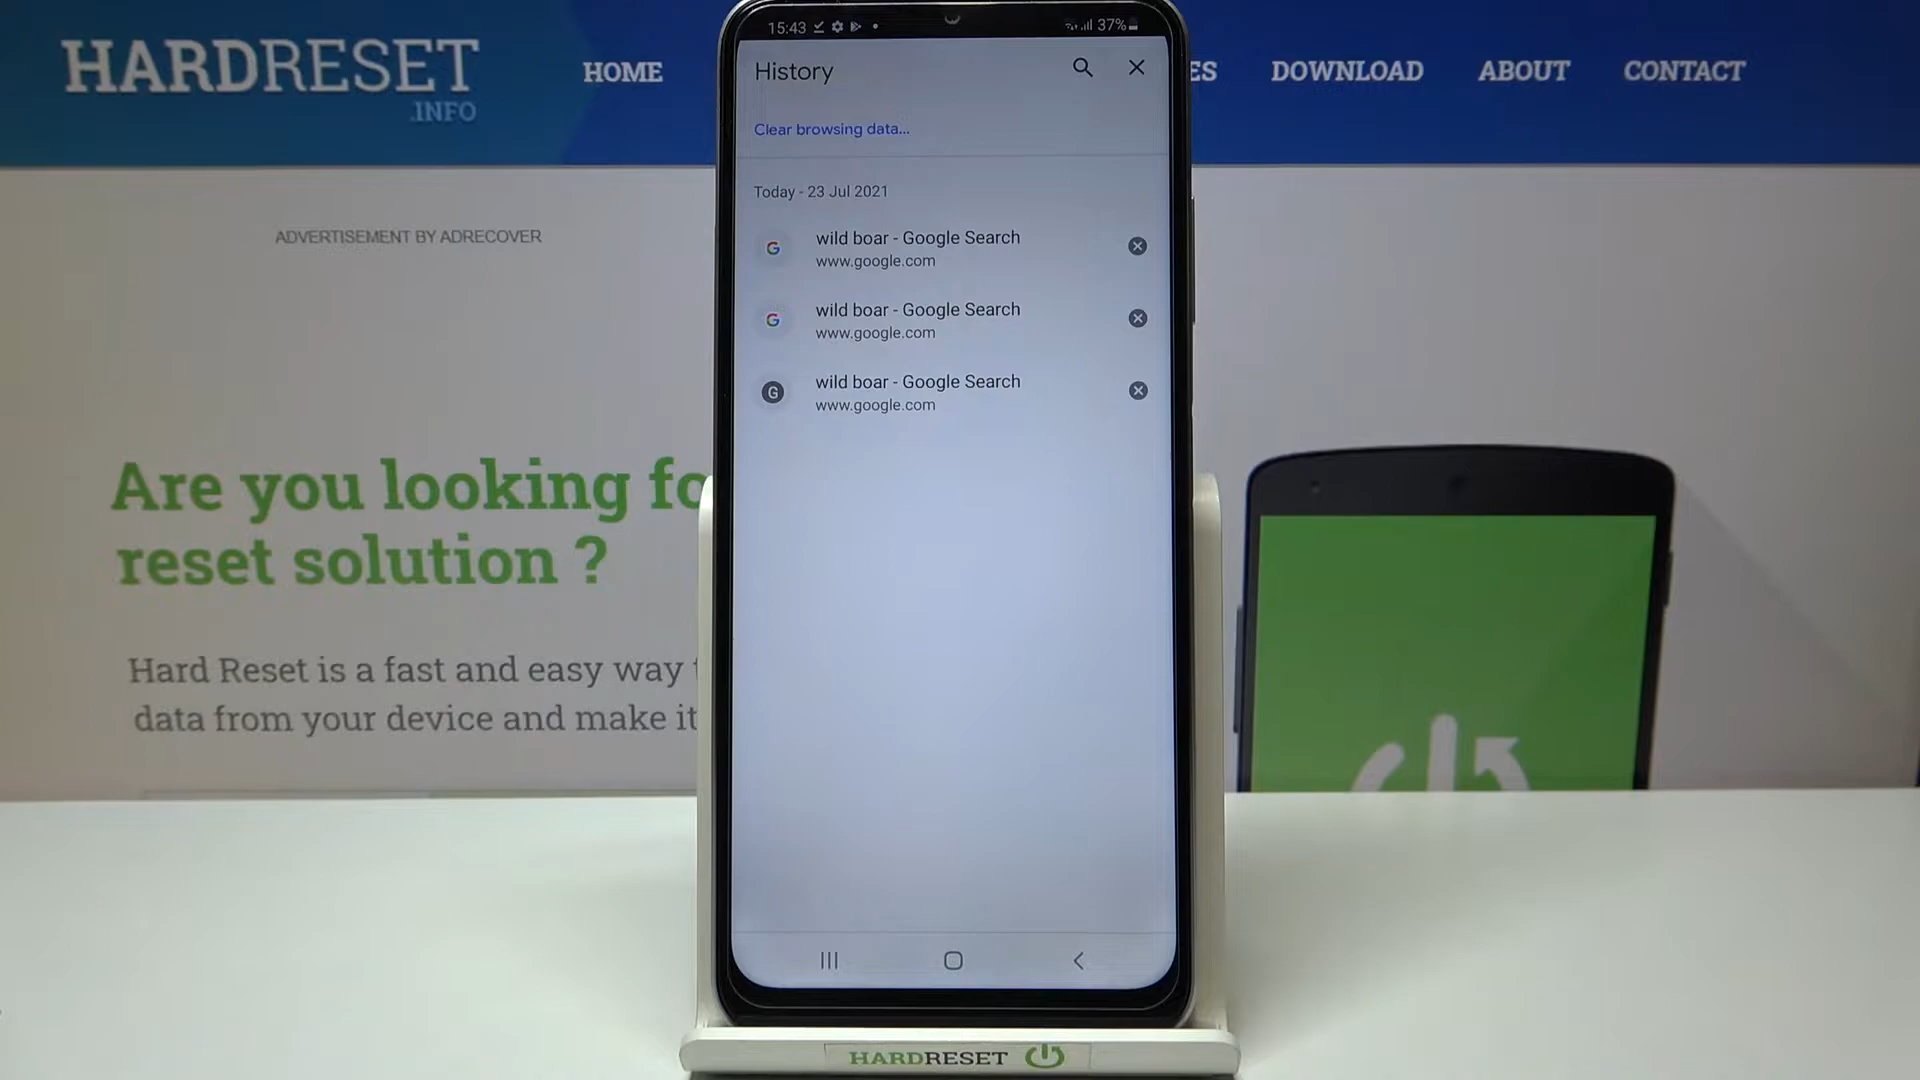 HARDRESET
.INFO
HOME
ES
DOWNLOAD
ABOUT
CONTACT
ADVERTISEMENT BY ADRECOVER
Are you looking fo
reset solution ?
Hard Reset is a fast and easy way
data from your device and make it
15:43
37%
History
Clear browsing data...
Today - 23 Jul 2021
wild boar - Google Search
www.google.com
wild boar - Google Search
www.google.com
G
wild boar - Google Search
www.google.com
HARDRESET